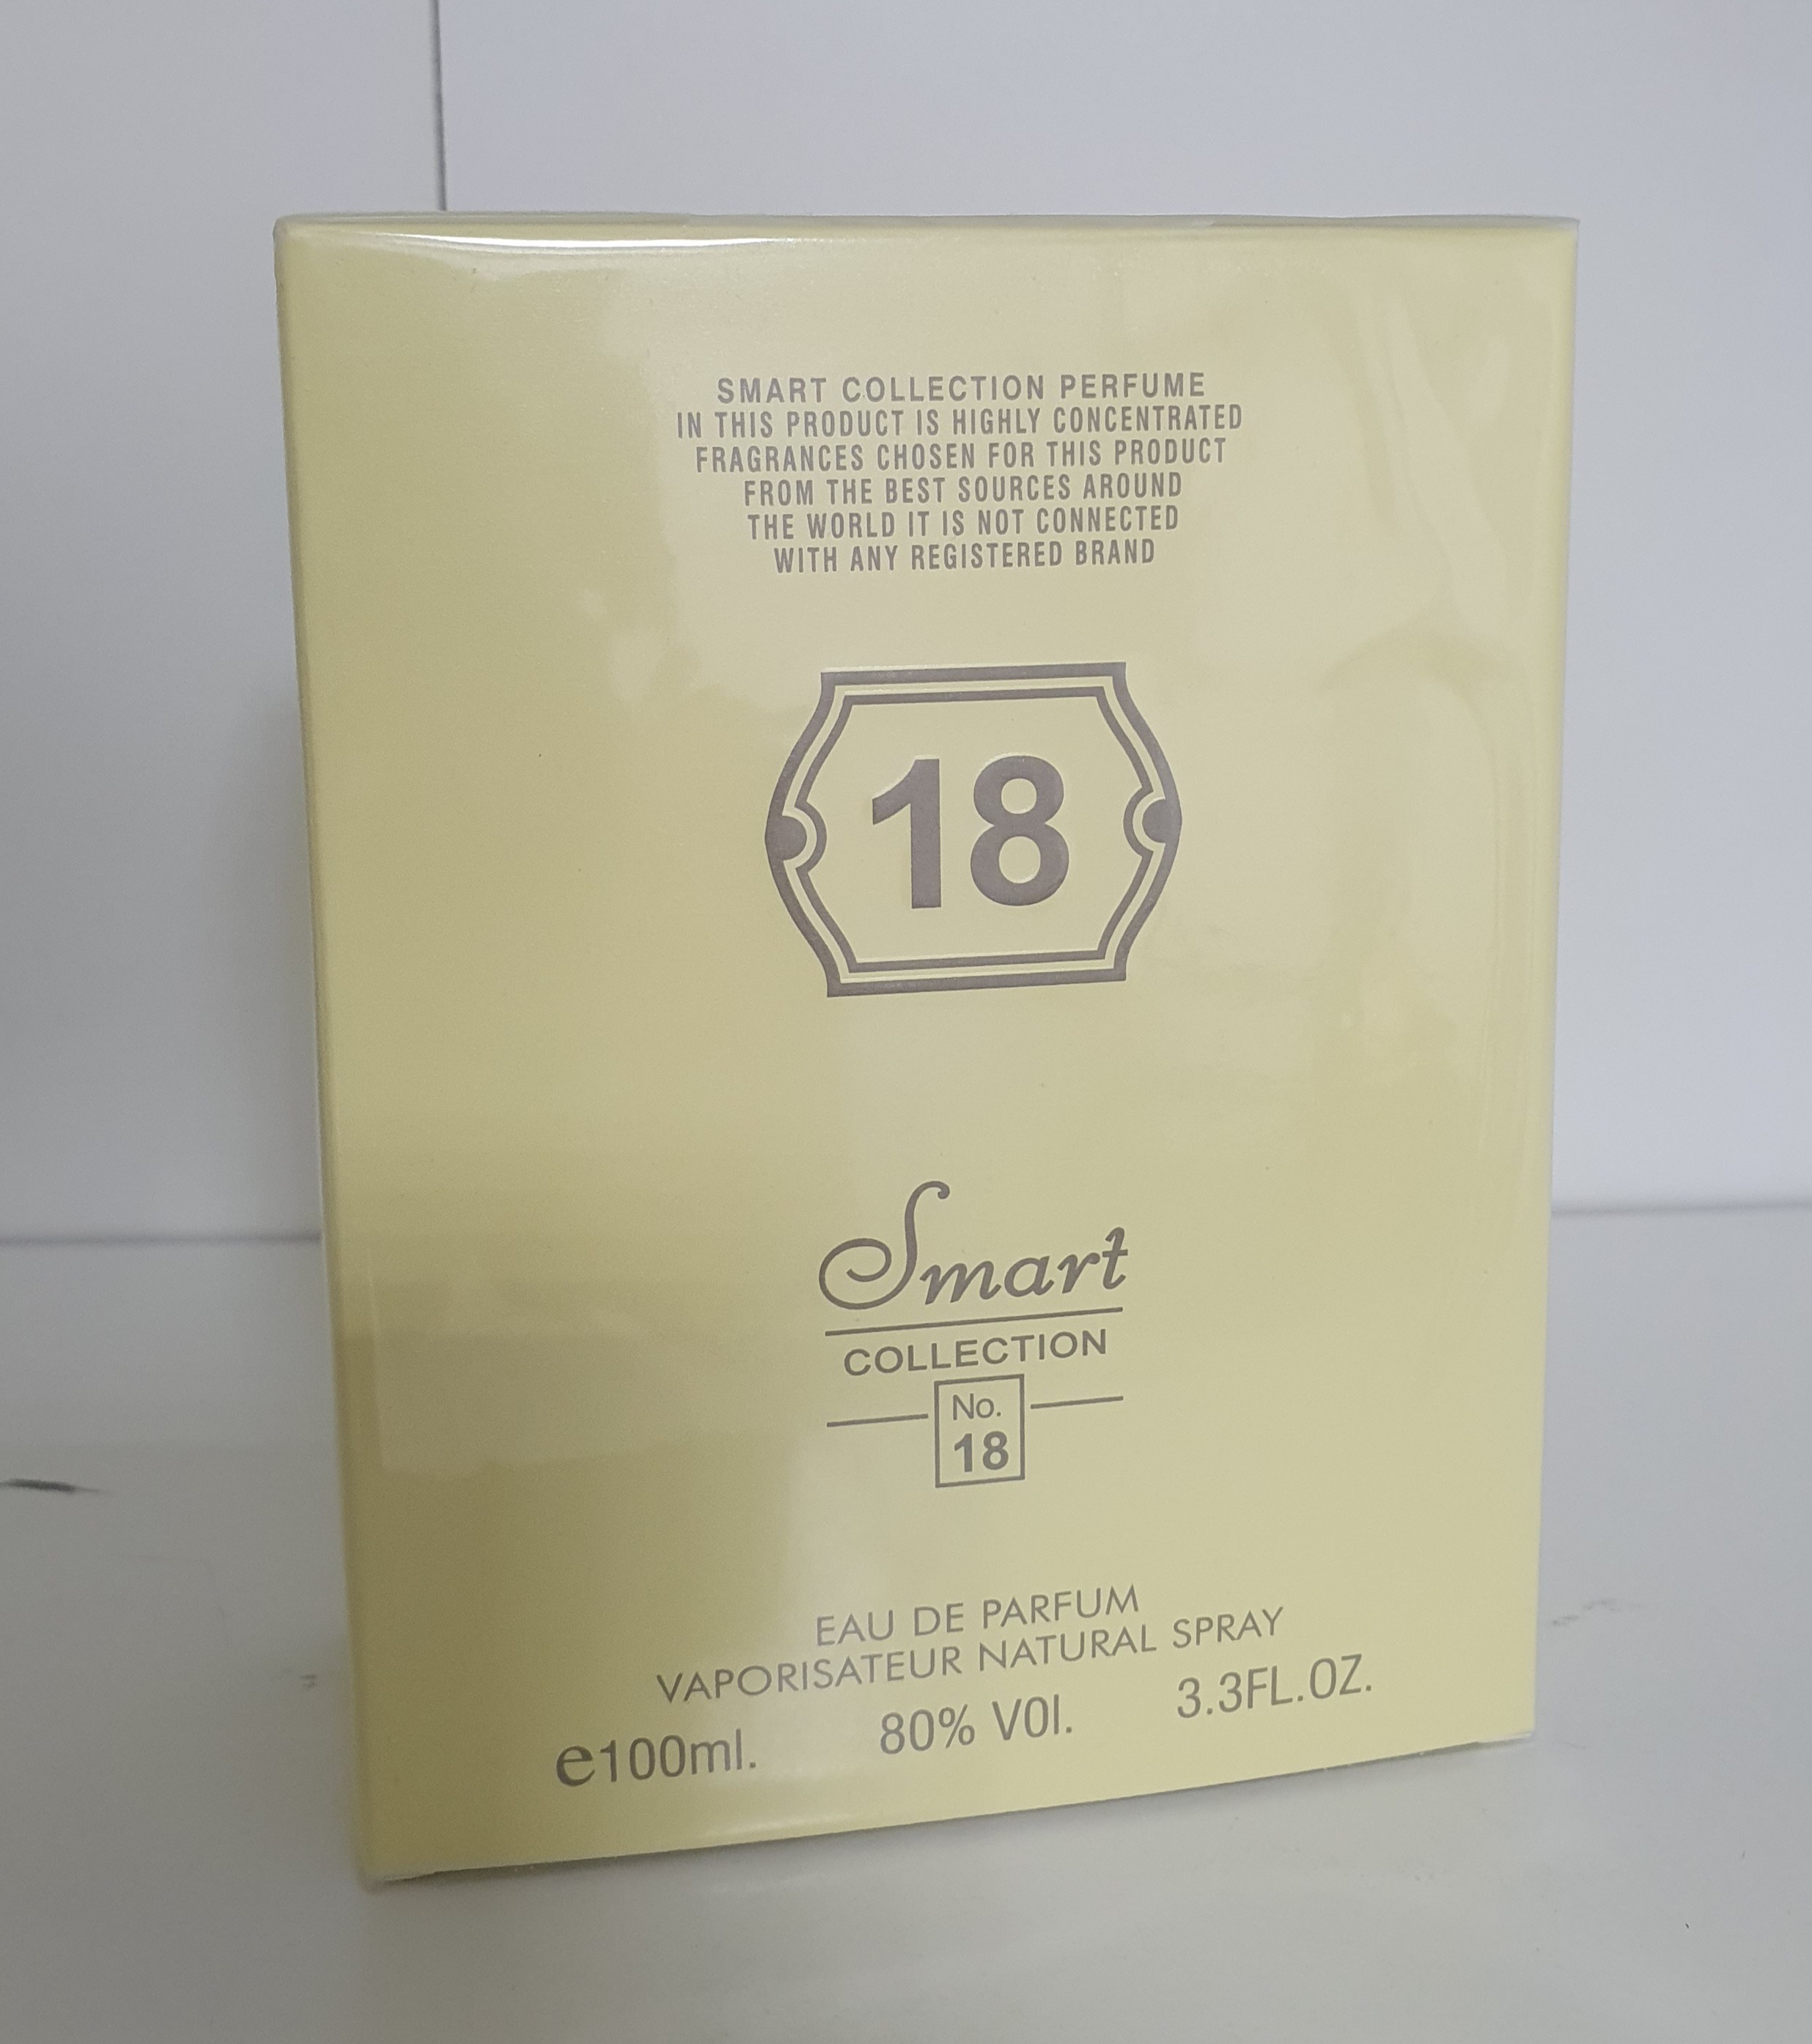 SMART COLLECTION PERFUME
IN THIS PRODUCT IS HIGHLY CONCENTRATED
FRAGRANCES CHOSEN FOR THIS PRODUCT
FROM THE BEST SOURCES AROUND
THE WORLD IT IS NOT CONNECTED
WITH ANY REGISTERED BRAND
18
Smart
COLLECTION
No.
18
EAU DE PARFUM
VAPORISATEUR NATURAL SPRAY
e100ml. 80% VOl. 3.3FL.OZ.